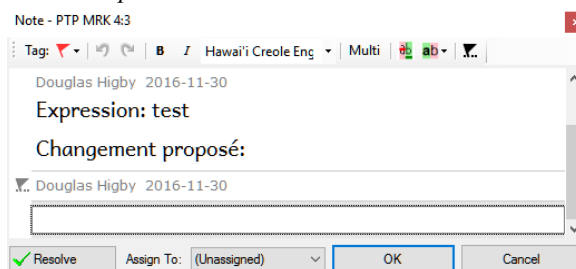 Note - PTP MRK 4:3
Tag: B I Hawai'i Creole Eng Multi ab ab
Douglas Higby 2016-11-30
Expression: test
Changement proposé:
Douglas Higby 2016-11-30
Resolve Assign To: (Unassigned) OK Cancel